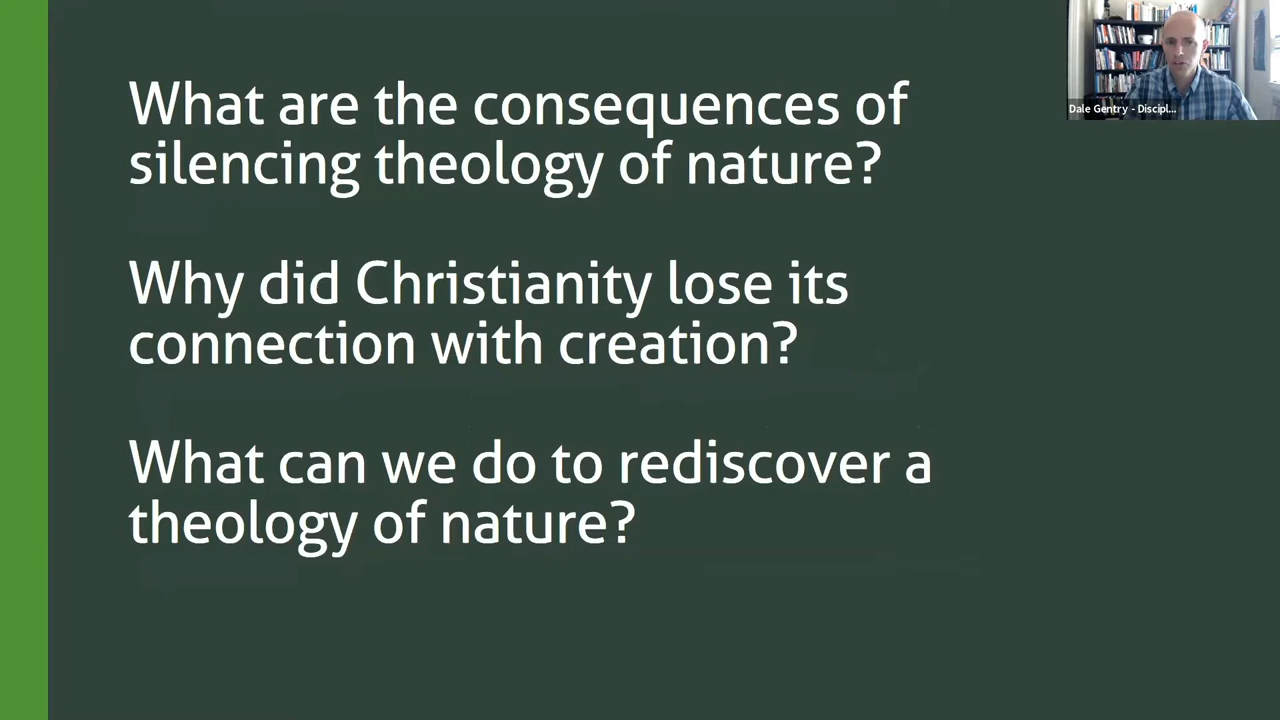 What are the consequences of
silencing theology of nature?
Why did Christianity lose its
connection with creation?
What can we do to rediscover a
theology of nature?
Dale Gentry - Discipl...